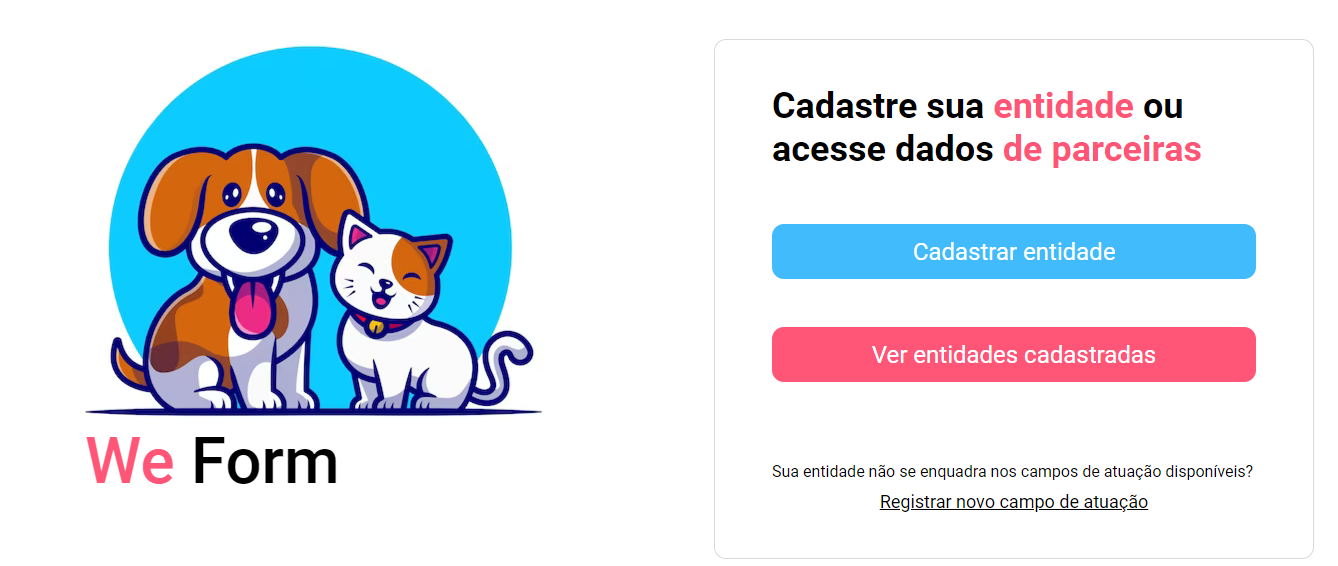 We Form
Cadastre sua entidade ou
acesse dados de parceiras
Cadastrar entidade
Ver entidades cadastradas
Sua entidade não se enquadra nos campos de atuação disponíveis?
Registrar novo campo de atuação